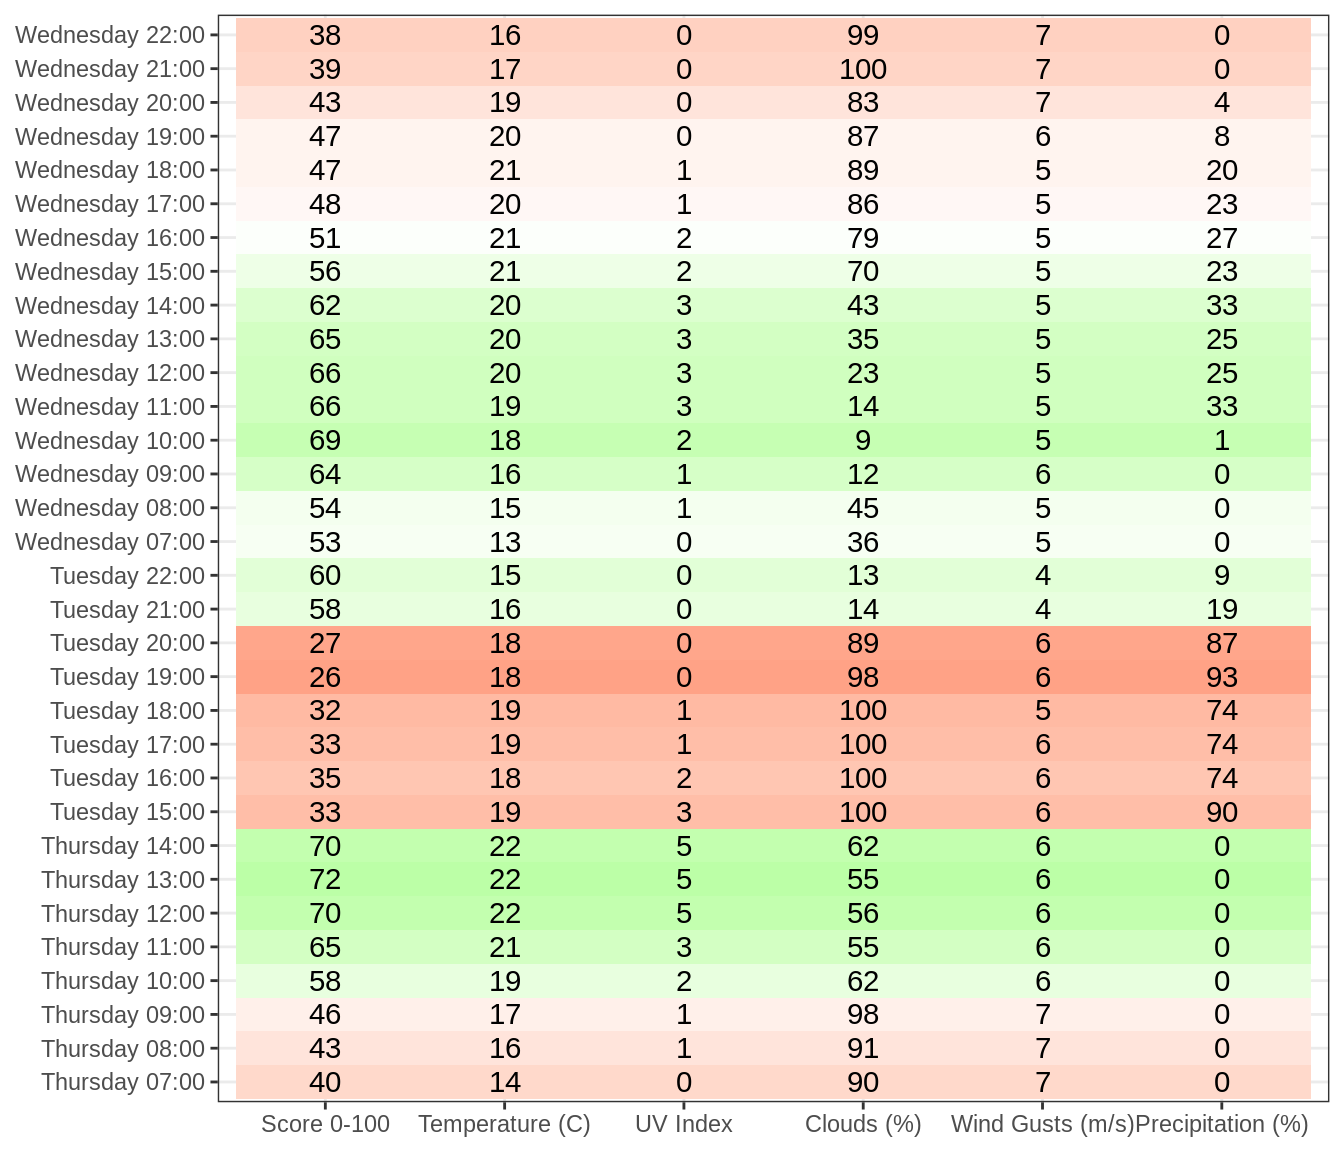 Wednesday 22:00 38 16 0 99 7 0
Wednesday 21:00 39 17 0 100 7 0
Wednesday 20:00 43 19 0 83 7 4
Wednesday 19:00 47 20 0 87 6 8
Wednesday 18:00 47 21 1 89 5 20
Wednesday 17:00 48 20 1 86 5 23
Wednesday 16:00 51 21 2 79 5 27
Wednesday 15:00 56 21 2 70 5 23
Wednesday 14:00 62 20 3 43 5 33
Wednesday 13:00 65 20 3 35 5 25
Wednesday 12:00 66 20 3 23 5 25
Wednesday 11:00 66 19 3 14 5 33
Wednesday 10:00 69 18 2 9 5 1
Wednesday 09:00 64 16 1 12 6 0
Wednesday 08:00 54 15 1 45 5 0
Wednesday 07:00 53 13 0 36 5 0
Tuesday 22:00 60 15 0 13 4 9
Tuesday 21:00 58 16 0 14 4 19
Tuesday 20:00 27 18 0 89 6 87
Tuesday 19:00 26 18 0 98 6 93
Tuesday 18:00 32 19 1 100 5 74
Tuesday 17:00 33 19 1 100 6 74
Tuesday 16:00 35 18 2 100 6 74
Tuesday 15:00 33 19 3 100 6 90
Thursday 14:00 70 22 5 62 6 0
Thursday 13:00 72 22 5 55 6 0
Thursday 12:00 70 22 5 56 6 0
Thursday 11:00 65 21 3 55 6 0
Thursday 10:00 58 19 2 62 6 0
Thursday 09:00 46 17 1 98 7 0
Thursday 08:00 43 16 1 91 7 0
Thursday 07:00 40 14 0 90 7 0
Score 0-100 Temperature (C) UV Index Clouds (%) Wind Gusts (m/s) Precipitation (%)